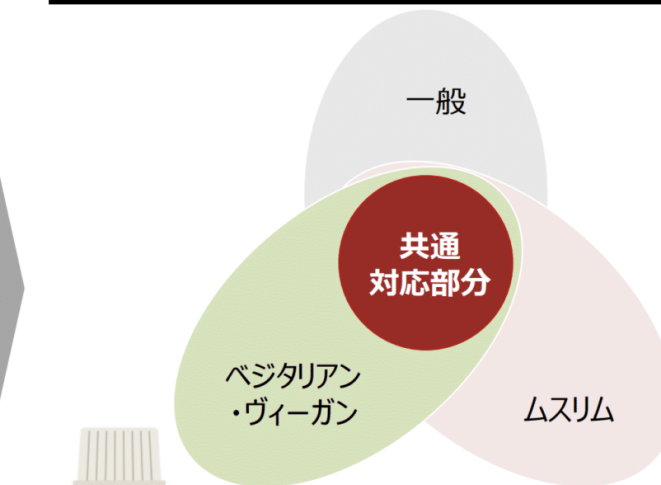 一般
共通
対応部分
ベジタリアン
・ヴィーガン
ムスリム